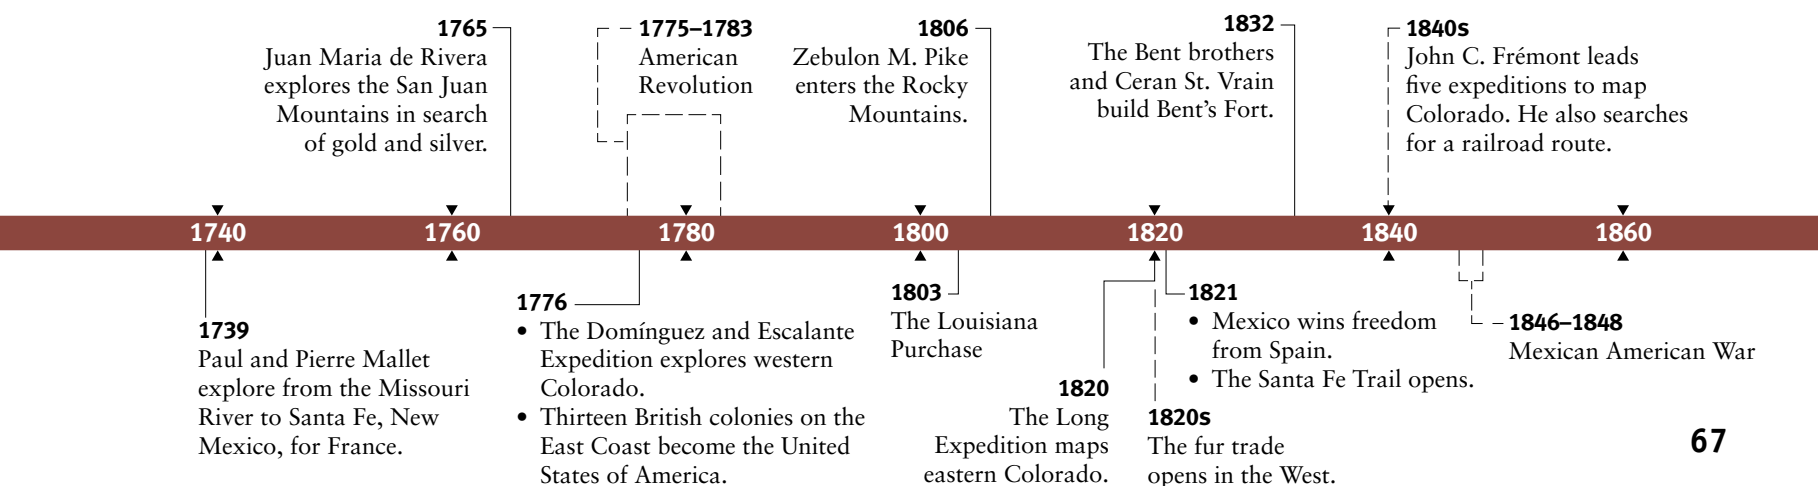 1765
Juan Maria de Rivera
explores the San Juan
Mountains in search
of gold and silver.
1775–1783
American
Revolution
1806
Zebulon M. Pike
enters the Rocky
Mountains.
1832
The Bent brothers
and Ceran St. Vrain
build Bent’s Fort.
1840s
John C. Frémont leads
five expeditions to map
Colorado. He also searches
for a railroad route.
1740 1760 1780 1800 1820 1840 1860
1739
Paul and Pierre Mallet
explore from the Missouri
River to Santa Fe, New
Mexico, for France.
1776
• The Domínguez and Escalante
Expedition explores western
Colorado.
• Thirteen British colonies on the
East Coast become the United
States of America.
1803
The Louisiana
Purchase
1820
The Long
Expedition maps
eastern Colorado.
1820s
The fur trade
opens in the West.
1821
• Mexico wins freedom
from Spain.
• The Santa Fe Trail opens.
1846–1848
Mexican American War
67